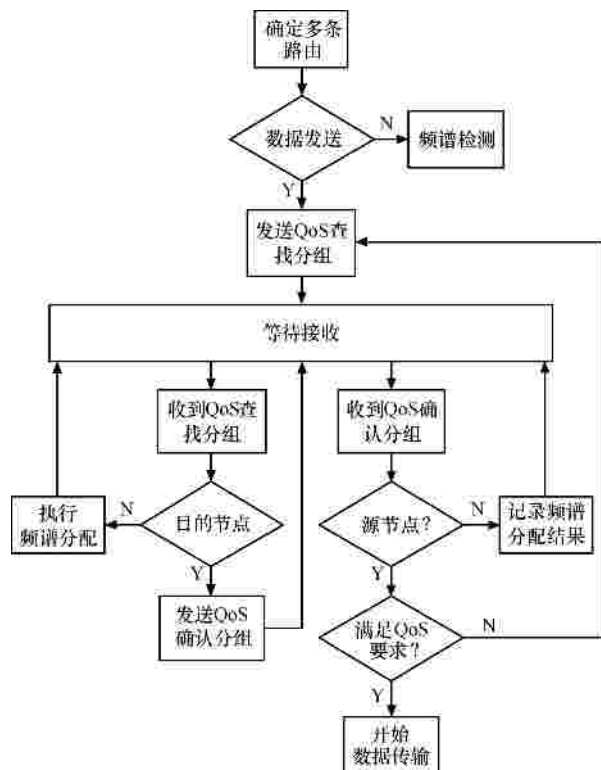 确定多条
路由
数据发送
N
频谱检测
Y
发送QoS查
找分组
等待接收
收到QoS查
找分组
收到QoS确
认分组
执行
频谱分配
N
目的节点
源节点?
N
记录频谱
分配结果
Y
Y
发送QoS
确认分组
满足QoS
要求?
N
Y
开始
数据传输